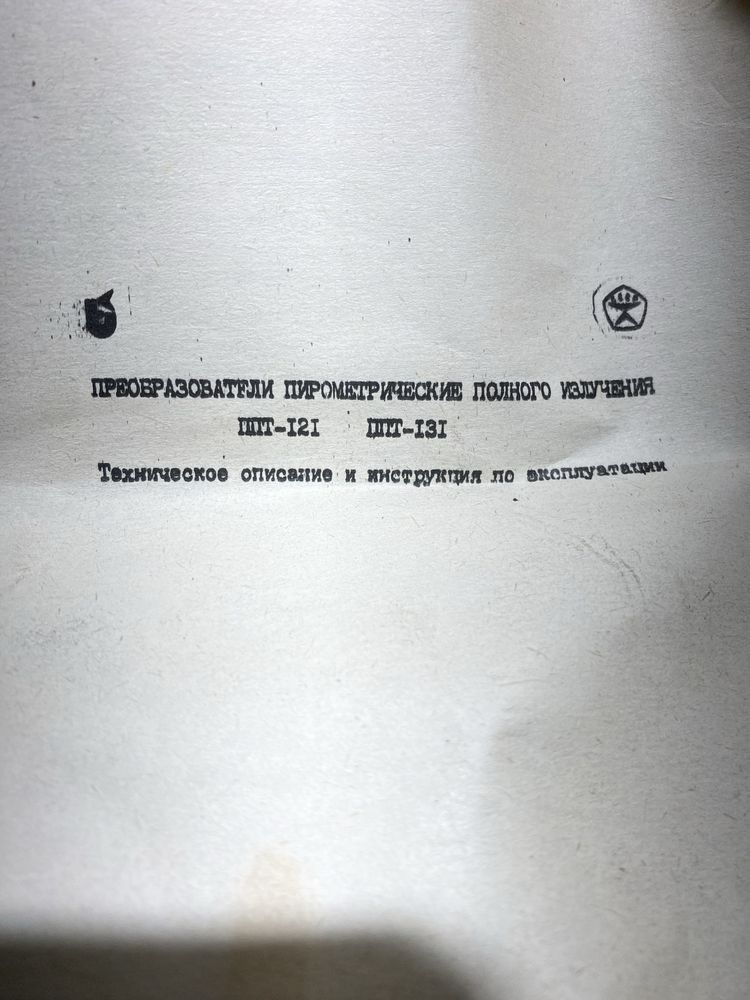 ПРЕОБРАЗОВАТЕЛИ ПИРОМЕТРИЧЕСКИЕ ПОЛНОГО ИЗЛУЧЕНИЯ
ППТ-121 ППТ-131
Техническое описание и инструкция по эксплуатации